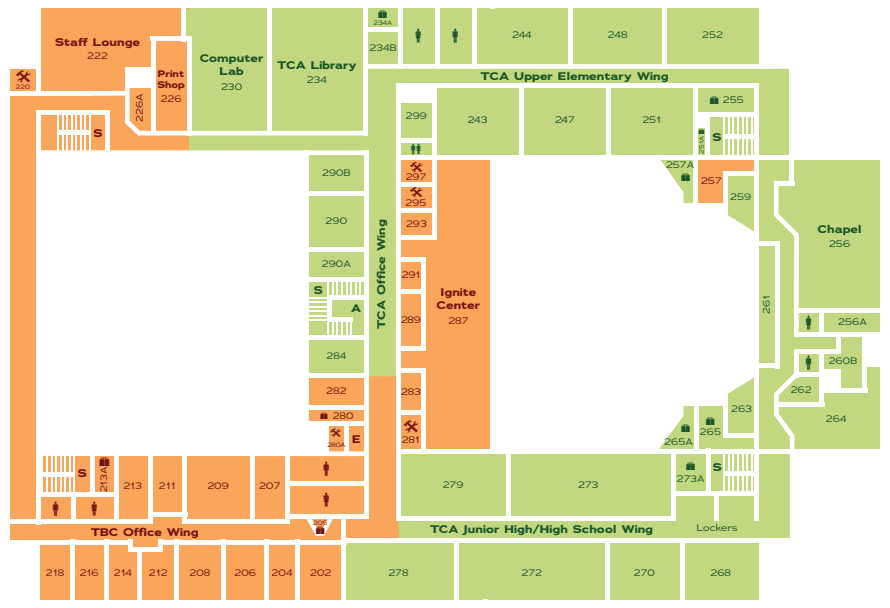 Staff Lounge
222
220
Print
Shop
226
226A
Computer
Lab
230
TCA Library
234
234A
234B
244
248
252
TCA Upper Elementary Wing
S
299
243
247
251
255
251A
S
257A
257
259
297
295
293
290B
290
290A
S
A
284
282
280
280A
E
TCA Office Wing
291
289
283
281
Ignite
Center
287
Chapel
256
256A
261
260B
262
264
263
265
265A
S
213A
213
211
209
207
205
279
273
273A
S
Lockers
TBC Office Wing
TCA Junior High/High School Wing
218
216
214
212
208
206
204
202
278
272
270
268